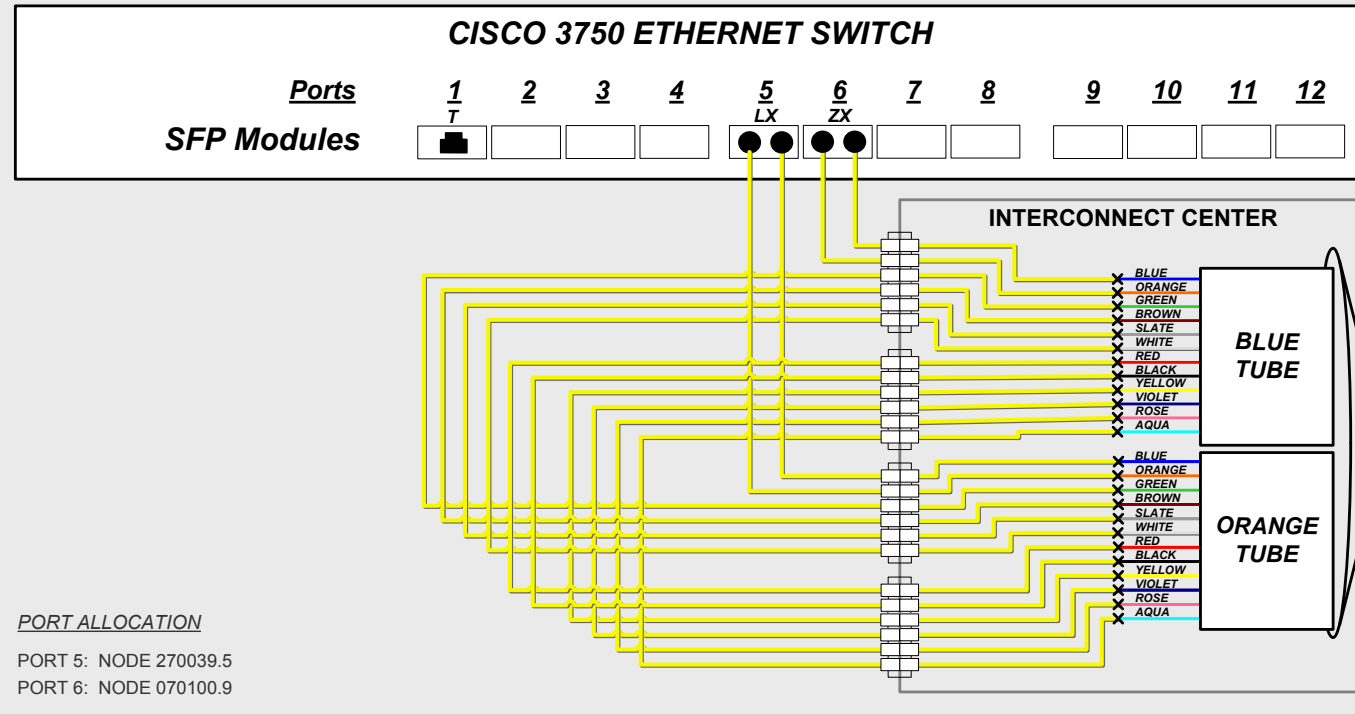 CISCO 3750 ETHERNET SWITCH
Ports 1 2 3 4 5 6 7 8 9 10 11 12
T LX ZX
SFP Modules
INTERCONNECT CENTER
BLUE
ORANGE
GREEN
BROWN
SLATE
WHITE
RED
BLACK
YELLOW
VIOLET
ROSE
AQUA
BLUE
TUBE
BLUE
ORANGE
GREEN
BROWN
SLATE
WHITE
RED
BLACK
YELLOW
VIOLET
ROSE
AQUA
ORANGE
TUBE
PORT ALLOCATION
PORT 5: NODE 270039.5
PORT 6: NODE 070100.9